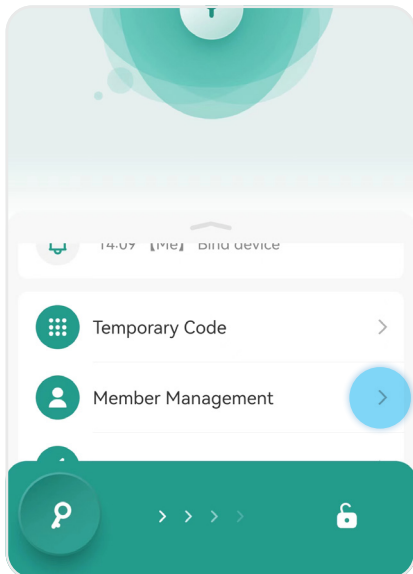 14:09 【Me】 Bind device
Temporary Code
Member Management